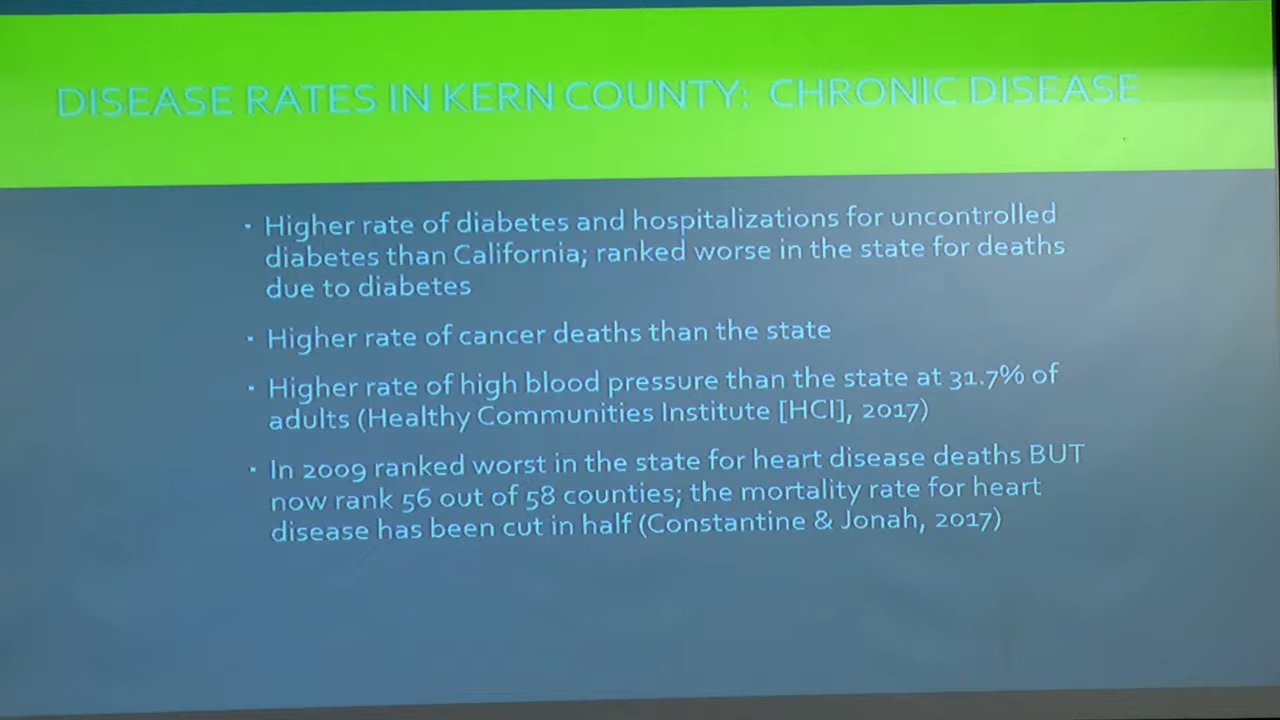 DISEASE RATES IN KERN COUNTY: CHRONIC DISEASE
▪ Higher rate of diabetes and hospitalizations for uncontrolled
diabetes than California; ranked worse in the state for deaths
due to diabetes
▪ Higher rate of cancer deaths than the state
▪ Higher rate of high blood pressure than the state at 31.7% of
adults (Healthy Communities Institute [HCI], 2017)
▪ In 2009 ranked worst in the state for heart disease deaths BUT
now rank 56 out of 58 counties; the mortality rate for heart
disease has been cut in half (Constantine & Jonah, 2017)